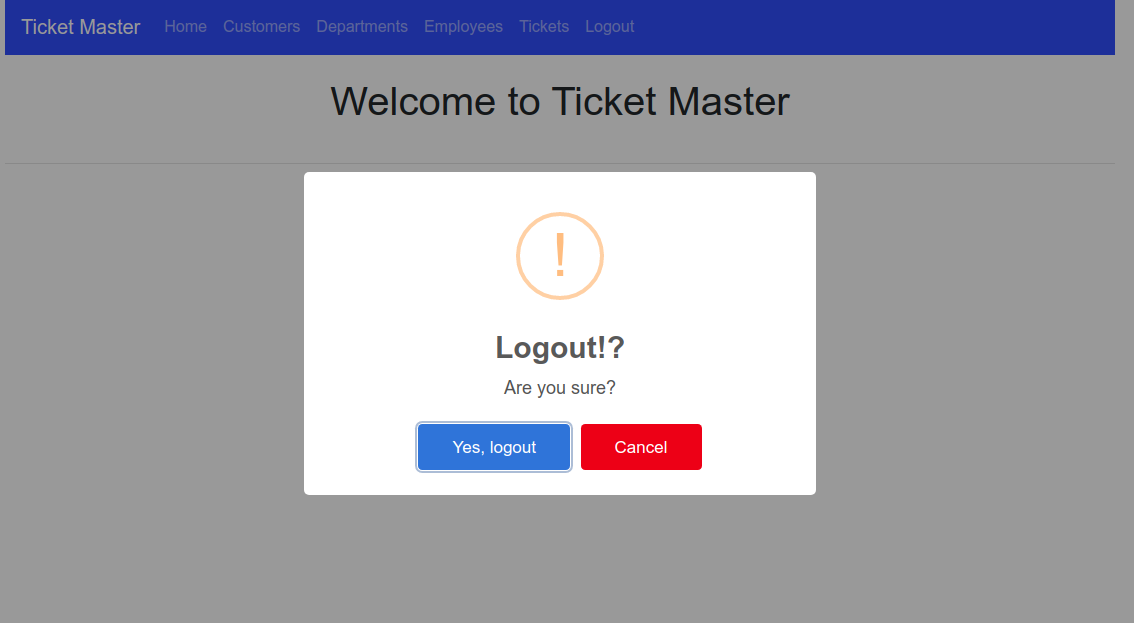 Ticket Master Home Customers Departments Employees Tickets Logout
Welcome to Ticket Master
!
Logout!?
Are you sure?
Yes, logout Cancel